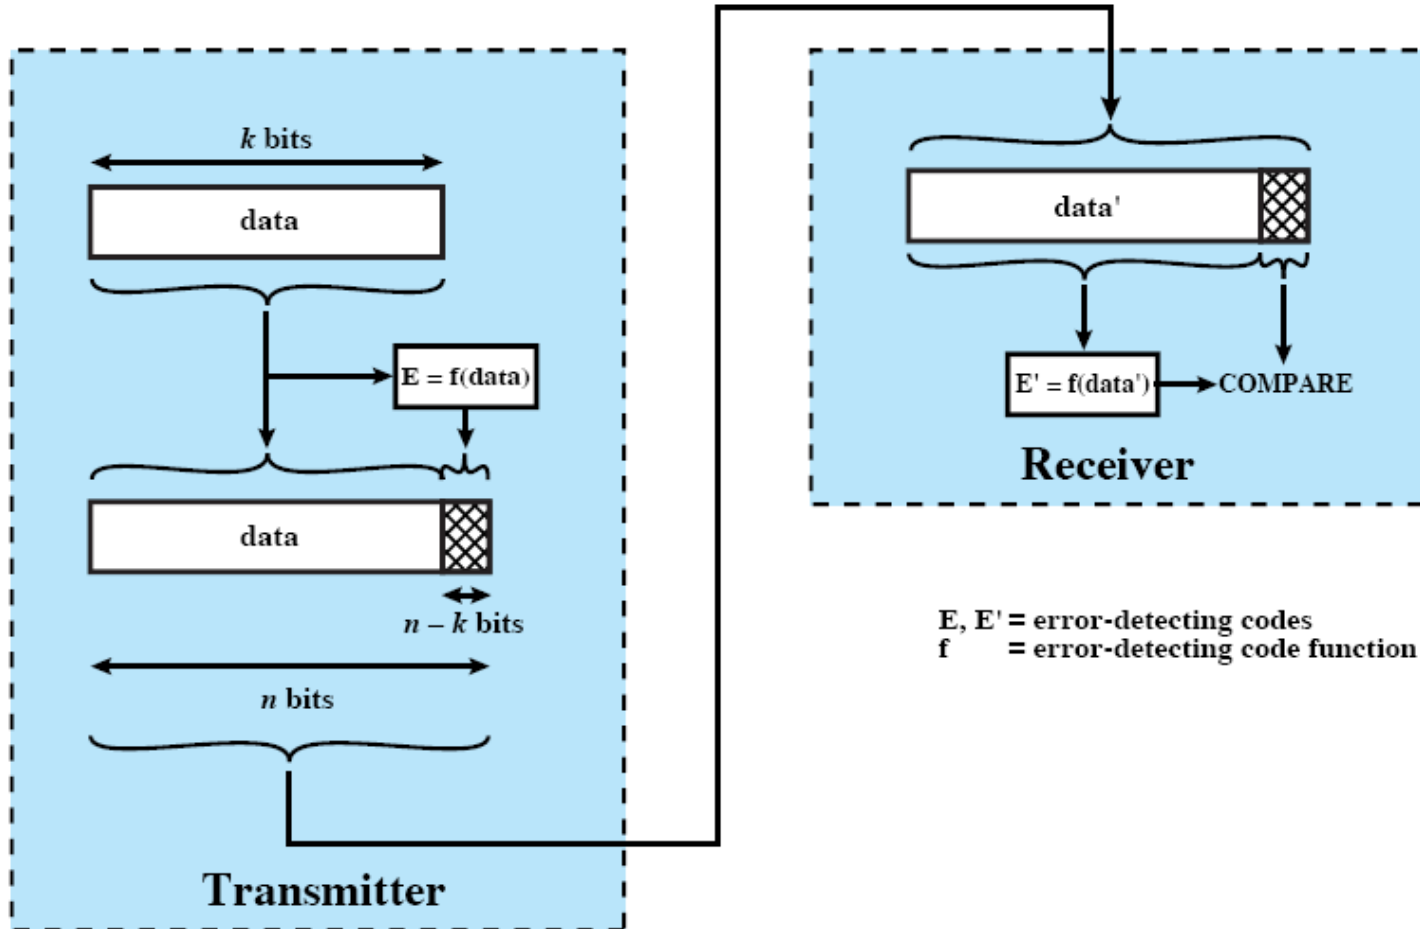 k bits
data
E = f(data)
data
n – k bits
n bits
Transmitter
data'
E' = f(data')
COMPARE
Receiver
E, E' = error-detecting codes
f = error-detecting code function